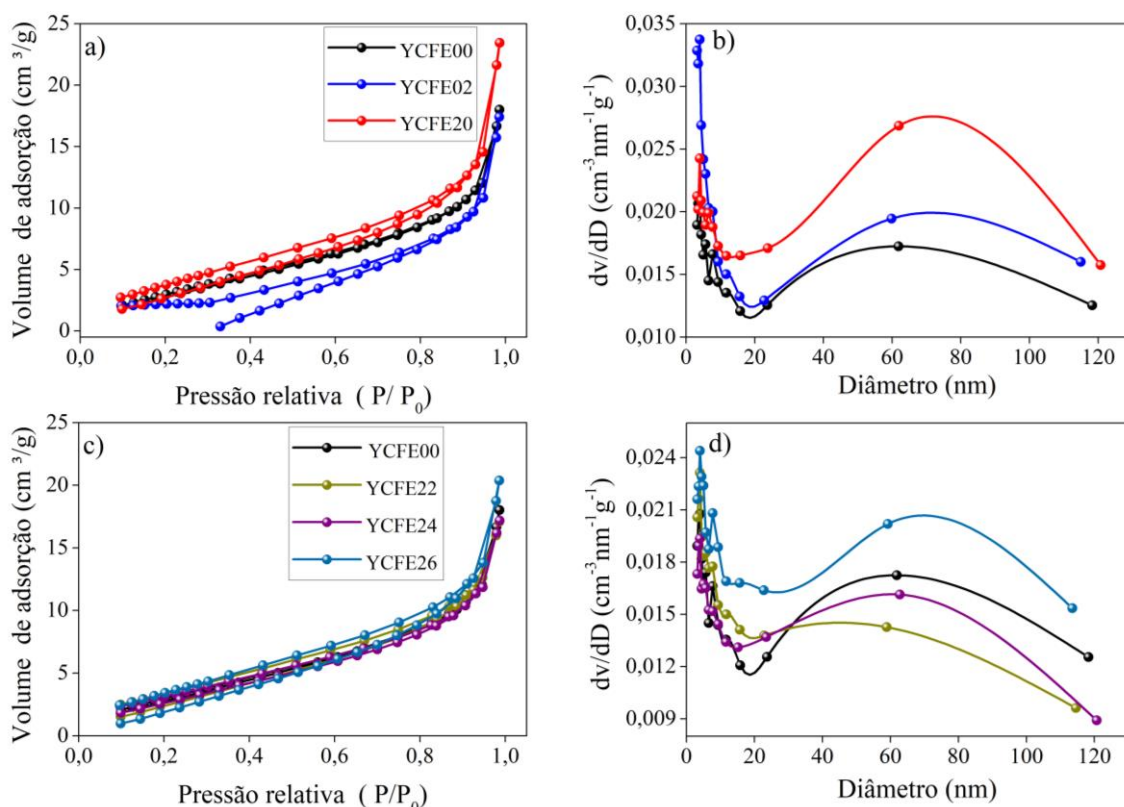 a)
YCFE00
YCFE02
YCFE20
Volume de adsorção (cm³/g)
25
20
15
10
5
0
0,0 0,2 0,4 0,6 0,8 1,0
Pressão relativa ( P/ P0)
b)
dv/dD (cm-3nm-1g-1)
0,035
0,030
0,025
0,020
0,015
0,010
0 20 40 60 80 100 120
Diâmetro (nm)
c)
YCFE00
YCFE22
YCFE24
YCFE26
Volume de adsorção (cm³/g)
25
20
15
10
5
0
0,0 0,2 0,4 0,6 0,8 1,0
Pressão relativa ( P/P0)
d)
dv/dD (cm-3nm-1g-1)
0,024
0,021
0,018
0,015
0,012
0,009
0 20 40 60 80 100 120
Diâmetro (nm)